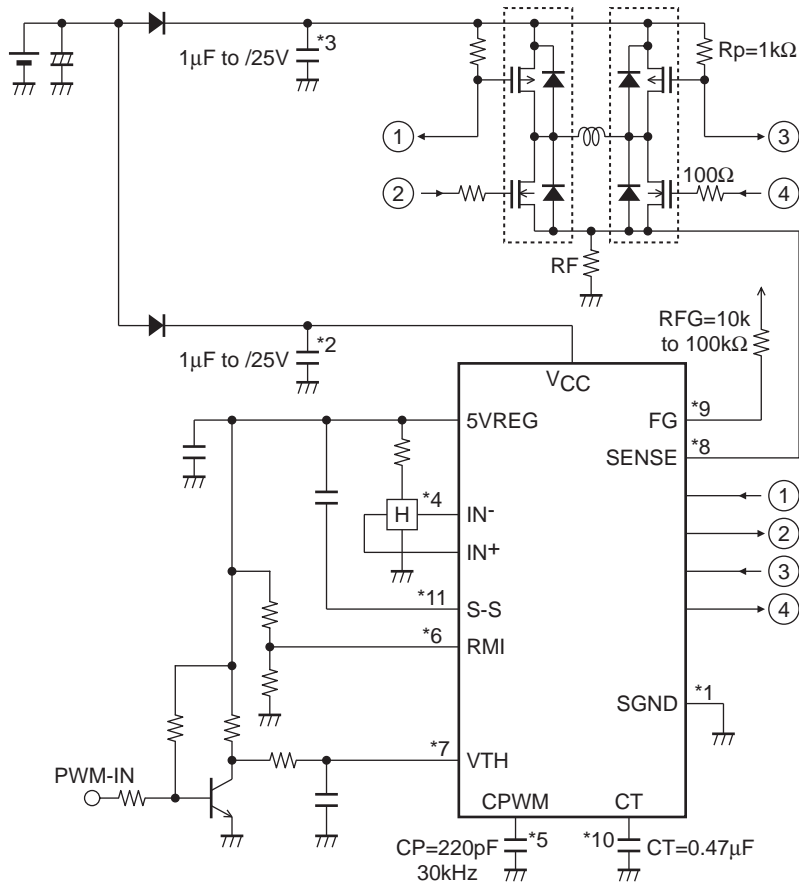 *3
1μF to /25V
Rp=1kΩ
1
3
2
100Ω
4
RF
RFG=10k
to 100kΩ
*2
1μF to /25V
VCC
5VREG
FG
*9
SENSE
*8
H
*4
IN-
IN+
1
2
3
4
*11
S-S
*6
RMI
SGND
*1
*7
VTH
PWM-IN
CPWM
CT
CP=220pF
30kHz
*5
*10
CT=0.47μF